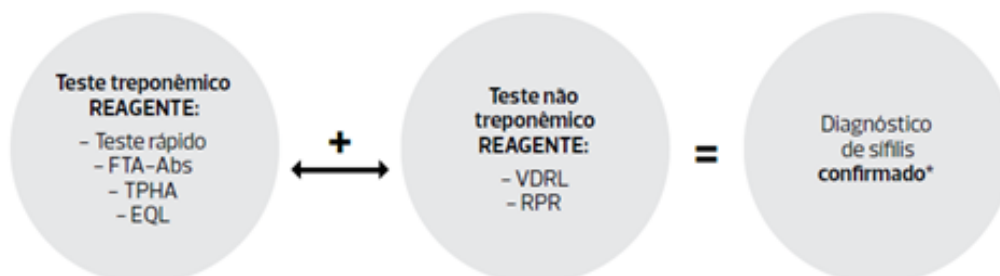 Teste treponêmico
REAGENTE:
– Teste rápido
– FTA-Abs
– TPHA
– EQL
+
Teste não
treponêmico
REAGENTE:
– VDRL
– RPR
=
Diagnóstico
de sífilis
confirmado*